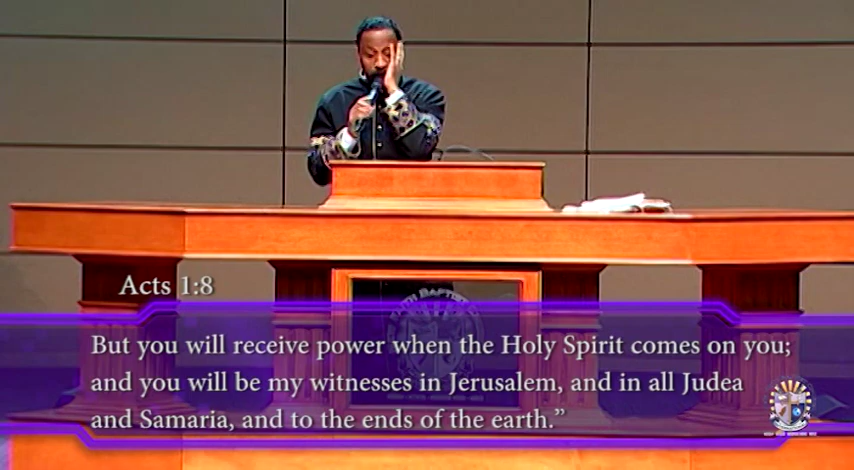 Acts 1:8
But you will receive power when the Holy Spirit comes on you;
and you will be my witnesses in Jerusalem, and in all Judea
and Samaria, and to the ends of the earth.”